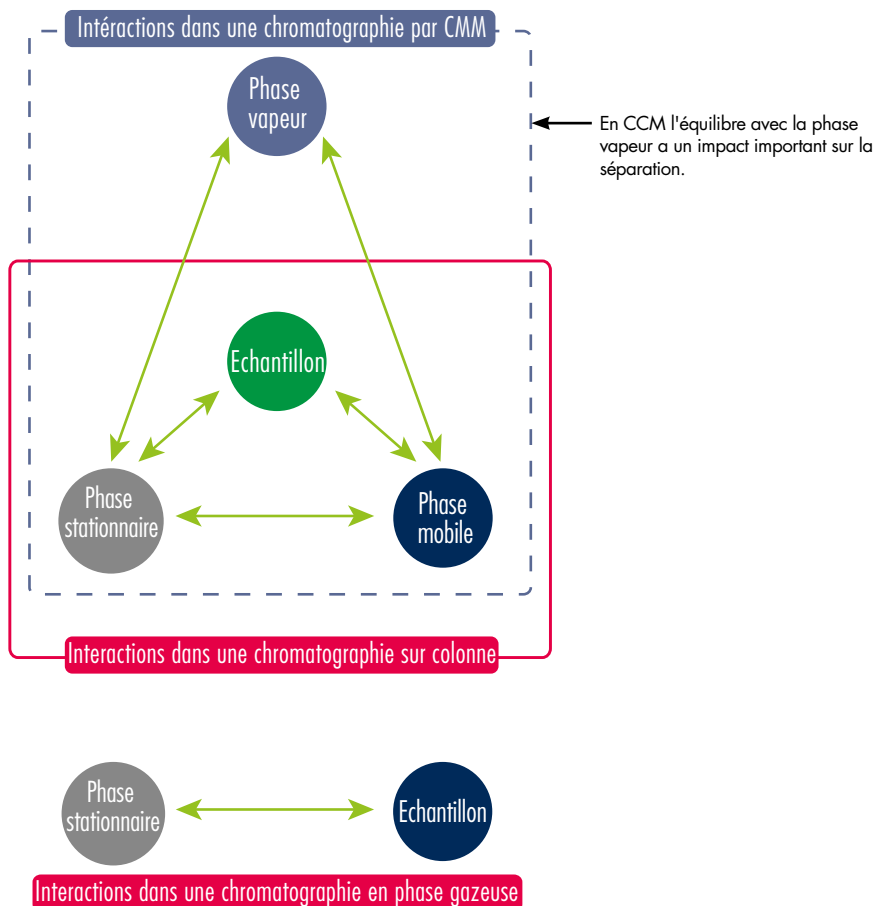 Intéractions dans une chromatographie par CMM
Phase
vapeur
En CCM l'équilibre avec la phase
vapeur a un impact important sur la
séparation.
Echantillon
Phase
stationnaire
Phase
mobile
Interactions dans une chromatographie sur colonne
Phase
stationnaire
Echantillon
Interactions dans une chromatographie en phase gazeuse